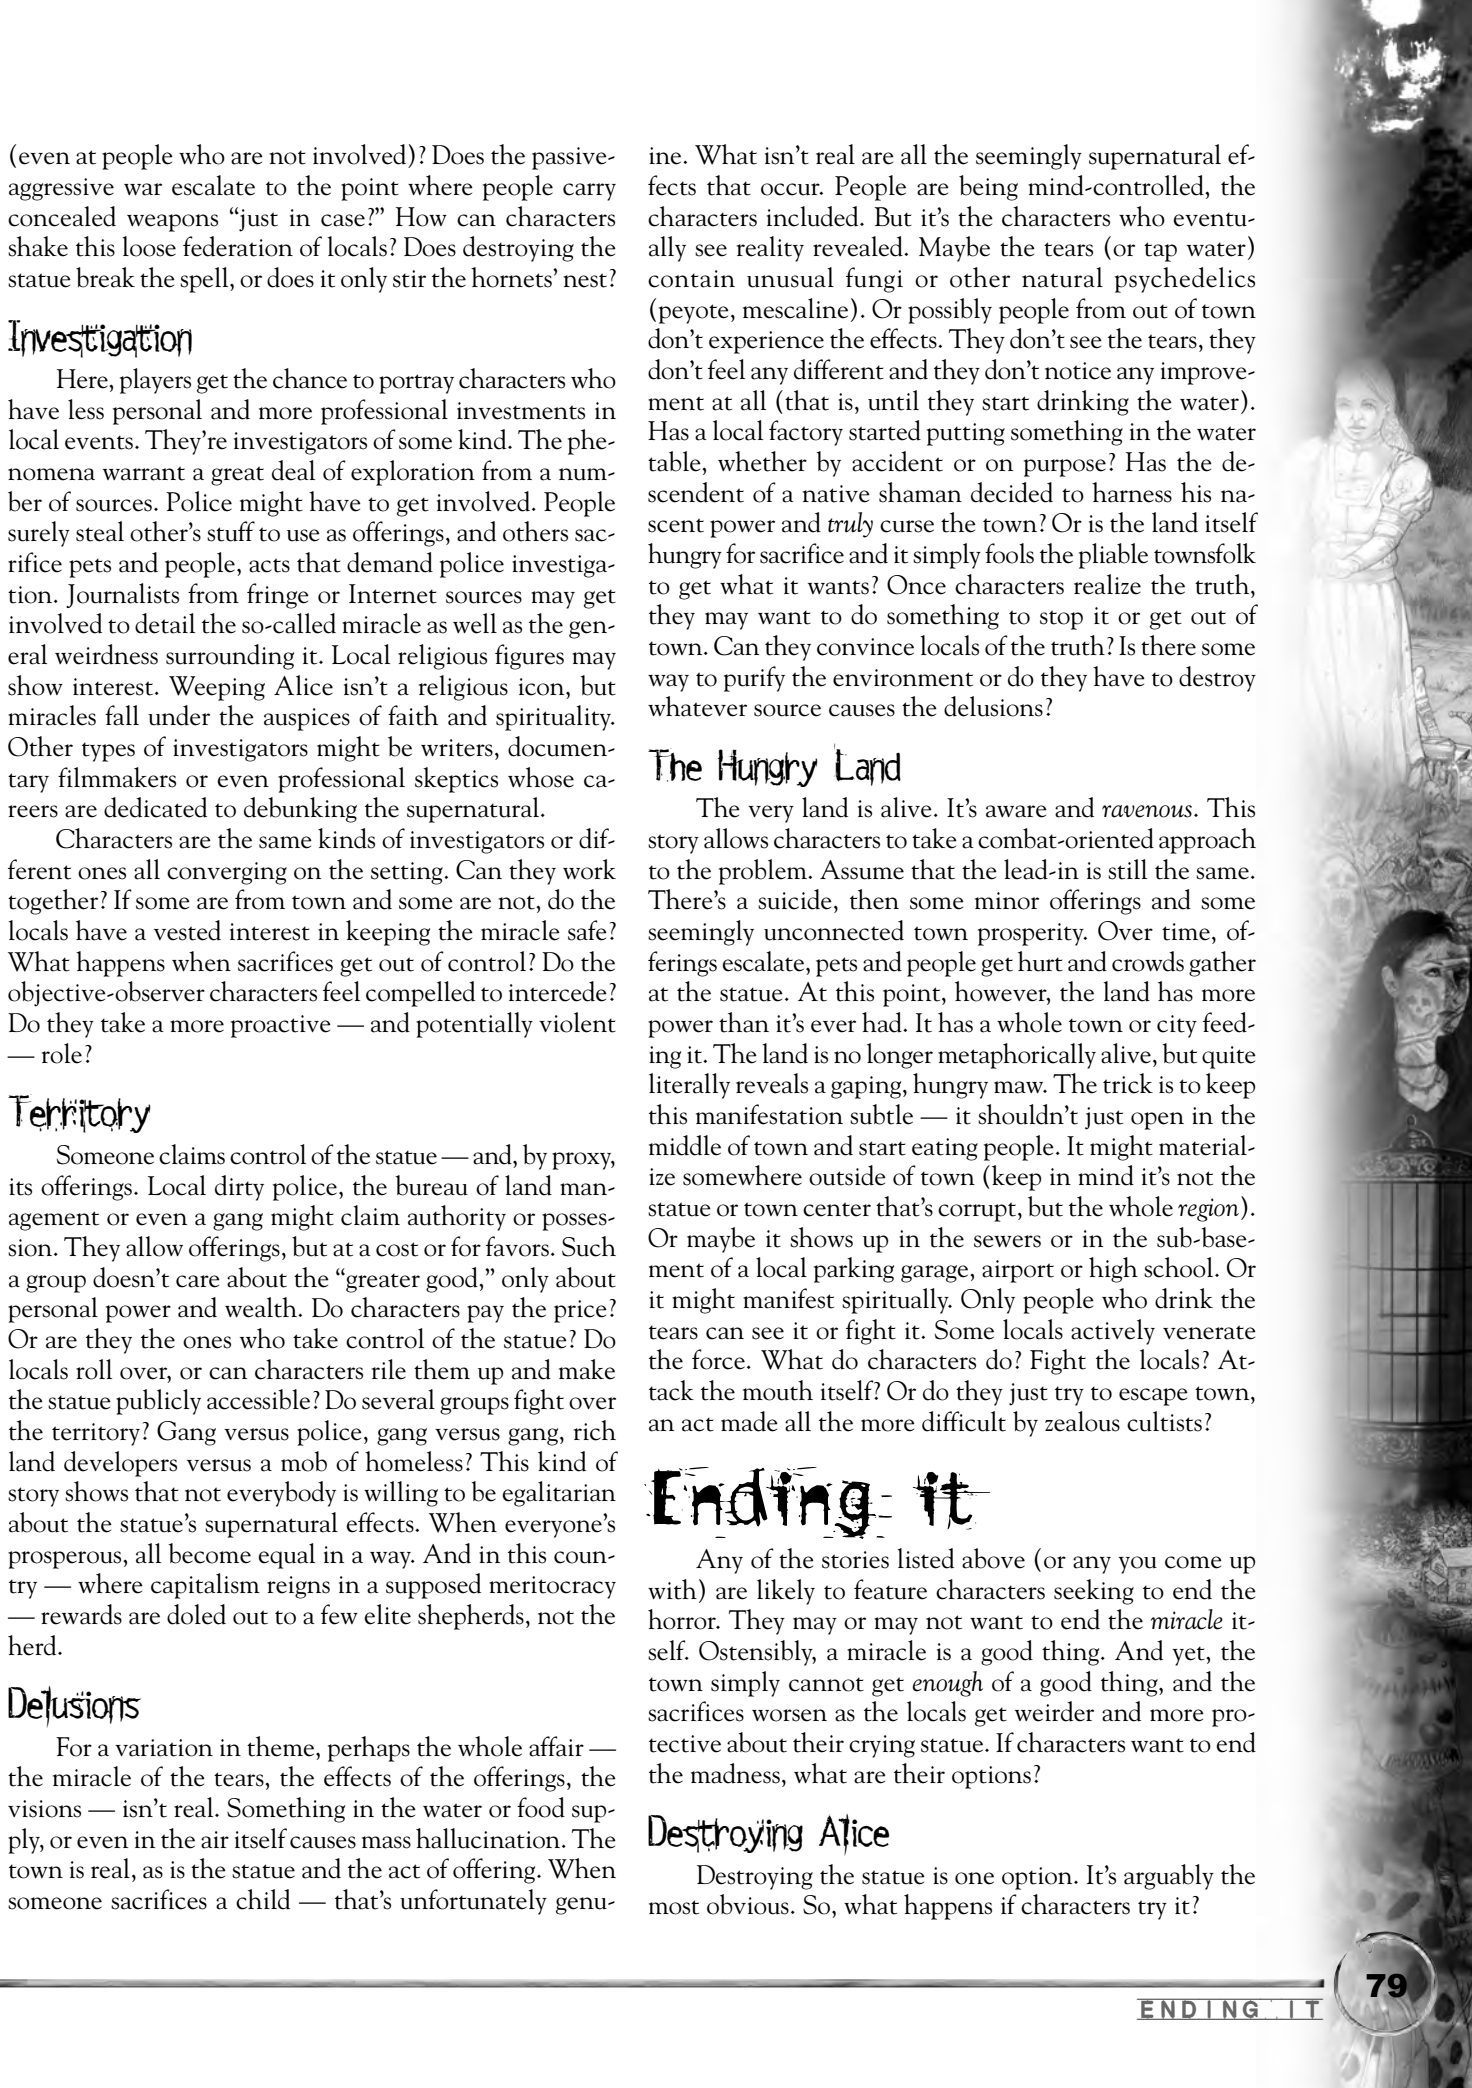 (even at people who are not involved)? Does the passive-
aggressive war escalate to the point where people carry
concealed weapons “just in case?” How can characters
shake this loose federation of locals? Does destroying the
statue break the spell, or does it only stir the hornets’ nest?
Investigation
Here, players get the chance to portray characters who
have less personal and more professional investments in
local events. They’re investigators of some kind. The phe-
nomena warrant a great deal of exploration from a num-
ber of sources. Police might have to get involved. People
surely steal other’s stuff to use as offerings, and others sac-
rifice pets and people, acts that demand police investiga-
tion. Journalists from fringe or Internet sources may get
involved to detail the so-called miracle as well as the gen-
eral weirdness surrounding it. Local religious figures may
show interest. Weeping Alice isn’t a religious icon, but
miracles fall under the auspices of faith and spirituality.
Other types of investigators might be writers, documen-
tary filmmakers or even professional skeptics whose ca-
reers are dedicated to debunking the supernatural.
Characters are the same kinds of investigators or dif-
ferent ones all converging on the setting. Can they work
together? If some are from town and some are not, do the
locals have a vested interest in keeping the miracle safe?
What happens when sacrifices get out of control? Do the
objective-observer characters feel compelled to intercede?
Do they take a more proactive — and potentially violent
— role?
Territory
Someone claims control of the statue — and, by proxy,
its offerings. Local dirty police, the bureau of land man-
agement or even a gang might claim authority or posses-
sion. They allow offerings, but at a cost or for favors. Such
a group doesn’t care about the “greater good,” only about
personal power and wealth. Do characters pay the price?
Or are they the ones who take control of the statue? Do
locals roll over, or can characters rile them up and make
the statue publicly accessible? Do several groups fight over
the territory? Gang versus police, gang versus gang, rich
land developers versus a mob of homeless? This kind of
story shows that not everybody is willing to be egalitarian
about the statue’s supernatural effects. When everyone’s
prosperous, all become equal in a way. And in this coun-
try — where capitalism reigns in a supposed meritocracy
— rewards are doled out to a few elite shepherds, not the
herd.
Delusions
For a variation in theme, perhaps the whole affair —
the miracle of the tears, the effects of the offerings, the
visions — isn’t real. Something in the water or food sup-
ply, or even in the air itself causes mass hallucination. The
town is real, as is the statue and the act of offering. When
someone sacrifices a child — that’s unfortunately genu-
ine. What isn’t real are all the seemingly supernatural ef-
fects that occur. People are being mind-controlled, the
characters included. But it’s the characters who eventu-
ally see reality revealed. Maybe the tears (or tap water)
contain unusual fungi or other natural psychedelics
(peyote, mescaline). Or possibly people from out of town
don’t experience the effects. They don’t see the tears, they
don’t feel any different and they don’t notice any improve-
ment at all (that is, until they start drinking the water).
Has a local factory started putting something in the water
table, whether by accident or on purpose? Has the de-
scendent of a native shaman decided to harness his na-
scent power and truly curse the town? Or is the land itself
hungry for sacrifice and it simply fools the pliable townsfolk
to get what it wants? Once characters realize the truth,
they may want to do something to stop it or get out of
town. Can they convince locals of the truth? Is there some
way to purify the environment or do they have to destroy
whatever source causes the delusions?
The Hungry Land
The very land is alive. It’s aware and ravenous. This
story allows characters to take a combat-oriented approach
to the problem. Assume that the lead-in is still the same.
There’s a suicide, then some minor offerings and some
seemingly unconnected town prosperity. Over time, of-
ferings escalate, pets and people get hurt and crowds gather
at the statue. At this point, however, the land has more
power than it’s ever had. It has a whole town or city feed-
ing it. The land is no longer metaphorically alive, but quite
literally reveals a gaping, hungry maw. The trick is to keep
this manifestation subtle — it shouldn’t just open in the
middle of town and start eating people. It might material-
ize somewhere outside of town (keep in mind it’s not the
statue or town center that’s corrupt, but the whole region).
Or maybe it shows up in the sewers or in the sub-base-
ment of a local parking garage, airport or high school. Or
it might manifest spiritually. Only people who drink the
tears can see it or fight it. Some locals actively venerate
the force. What do characters do? Fight the locals? At-
tack the mouth itself? Or do they just try to escape town,
an act made all the more difficult by zealous cultists?
Ending it
Any of the stories listed above (or any you come up
with) are likely to feature characters seeking to end the
horror. They may or may not want to end the miracle it-
self. Ostensibly, a miracle is a good thing. And yet, the
town simply cannot get enough of a good thing, and the
sacrifices worsen as the locals get weirder and more pro-
tective about their crying statue. If characters want to end
the madness, what are their options?
Destroying Alice
Destroying the statue is one option. It’s arguably the
most obvious. So, what happens if characters try it?
79
ENDING IT